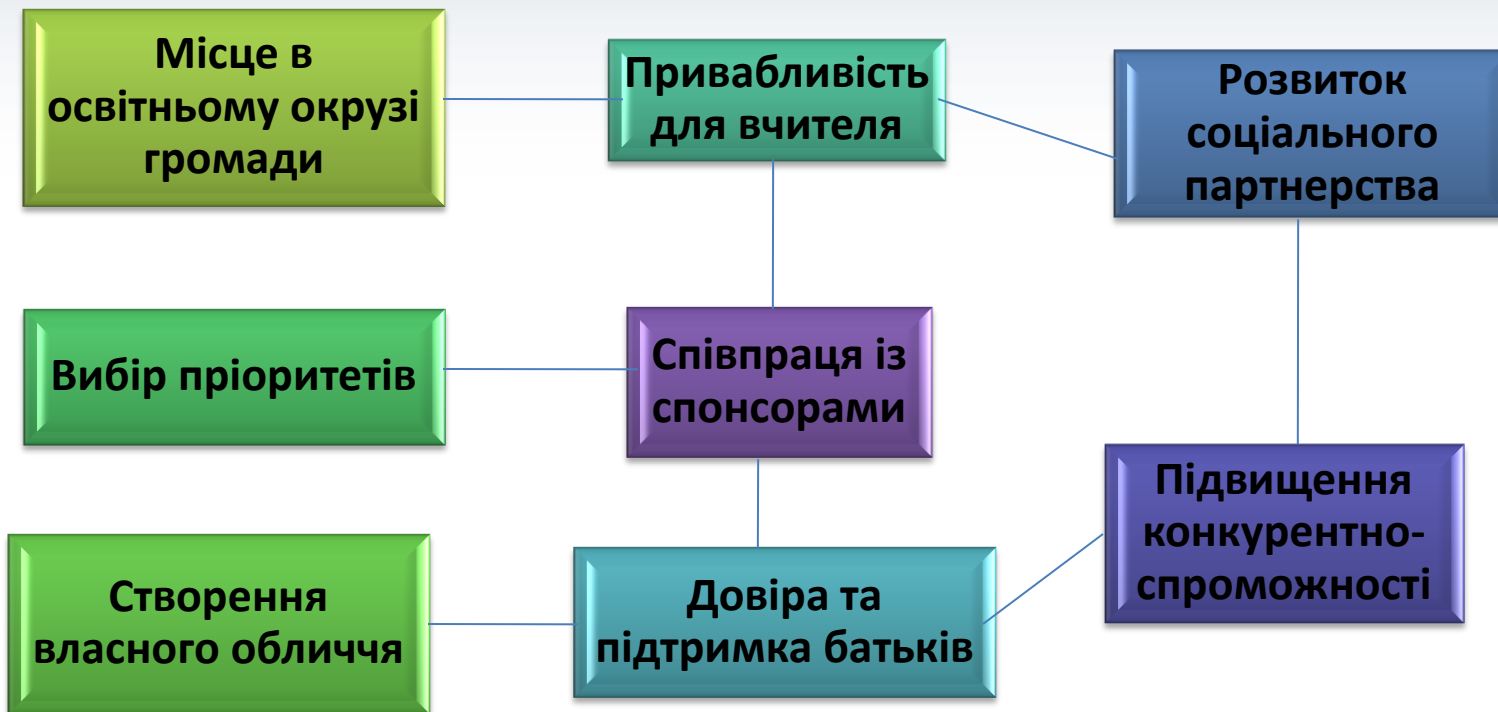 Місце в
освітньому окрузі
громади
Привабливість
для вчителя
Розвиток
соціального
партнерства
Вибір пріоритетів
Співпраця із
спонсорами
Підвищення
конкурентно-
спроможності
Створення
власного обличчя
Довіра та
підтримка батьків